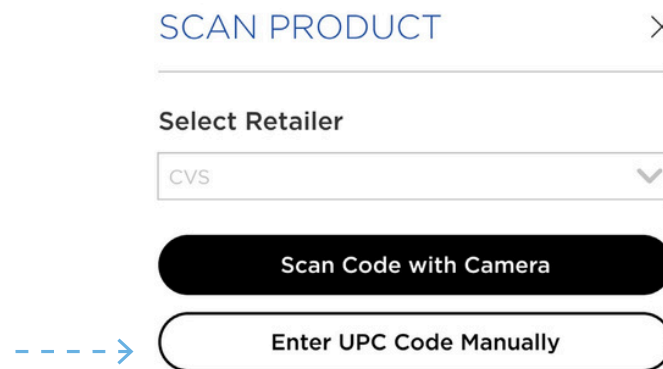 SCAN PRODUCT
Select Retailer
CVS
Scan Code with Camera
Enter UPC Code Manually